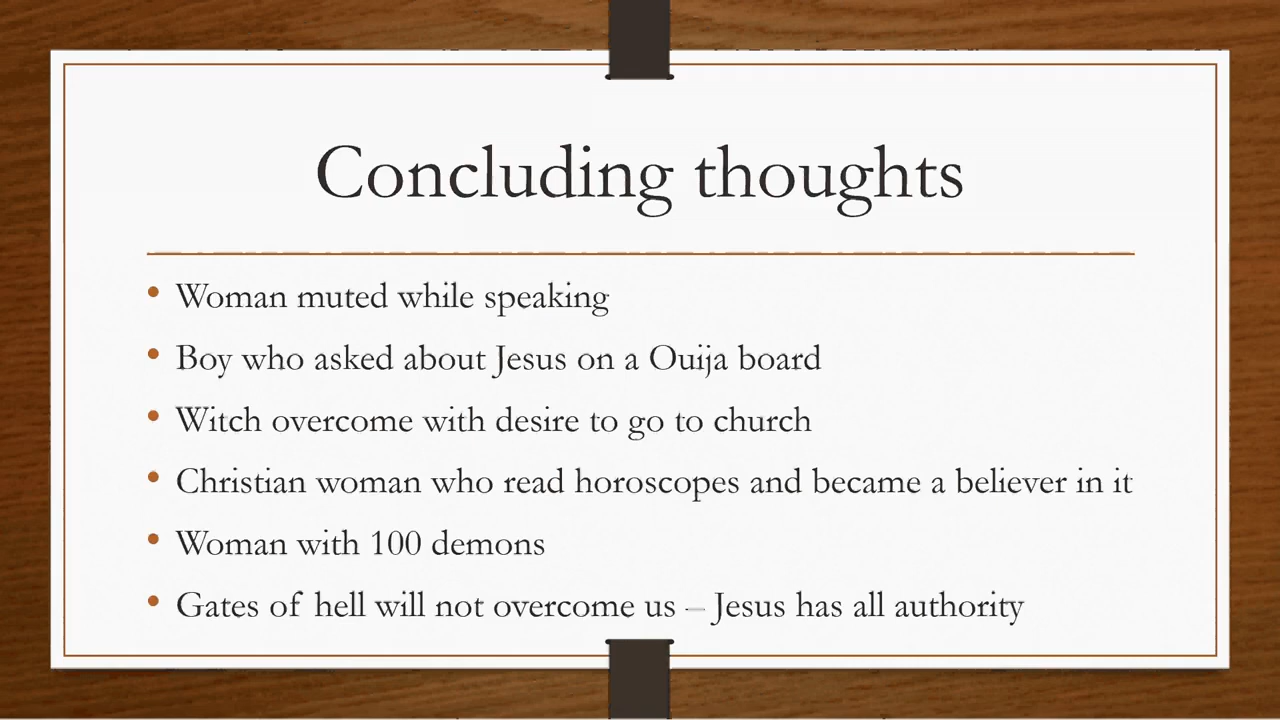 Concluding thoughts
• Woman muted while speaking
• Boy who asked about Jesus on a Ouija board
• Witch overcome with desire to go to church
• Christian woman who read horoscopes and became a believer in it
• Woman with 100 demons
• Gates of hell will not overcome us – Jesus has all authority